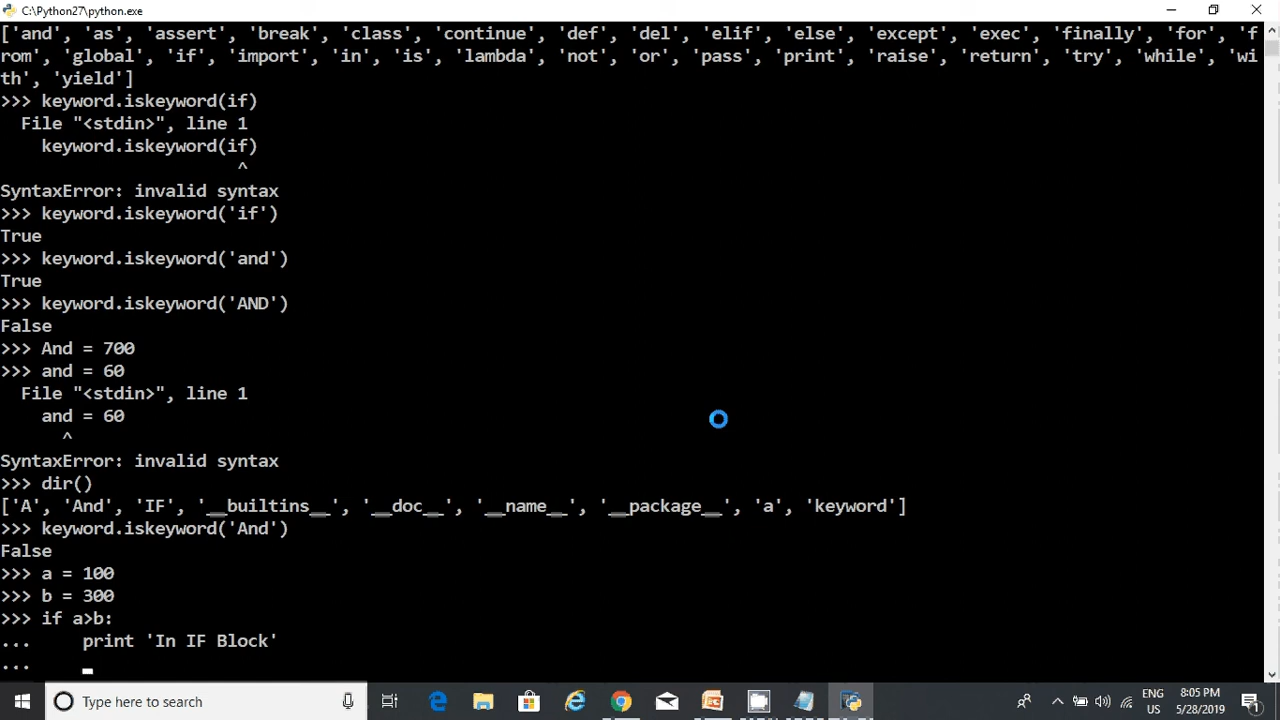 C:\Python27\python.exe
['and', 'as', 'assert', 'break', 'class', 'continue', 'def', 'del', 'elif', 'else', 'except', 'exec', 'finally', 'for', 'f
rom', 'global', 'if', 'import', 'in', 'is', 'lambda', 'not', 'or', 'pass', 'print', 'raise', 'return', 'try', 'while', 'wi
th', 'yield']
>>> keyword.iskeyword(if)
  File "<stdin>", line 1
    keyword.iskeyword(if)
                       ^
SyntaxError: invalid syntax
>>> keyword.iskeyword('if')
True
>>> keyword.iskeyword('and')
True
>>> keyword.iskeyword('AND')
False
>>> And = 700
>>> and = 60
  File "<stdin>", line 1
    and = 60
      ^
SyntaxError: invalid syntax
>>> dir()
['A', 'And', 'IF', '__builtins__', '__doc__', '__name__', '__package__', 'a', 'keyword']
>>> keyword.iskeyword('And')
False
>>> a = 100
>>> b = 300
>>> if a>b:
...     print 'In IF Block'
...
Type here to search
ENG
US
8:05 PM
5/28/2019
1